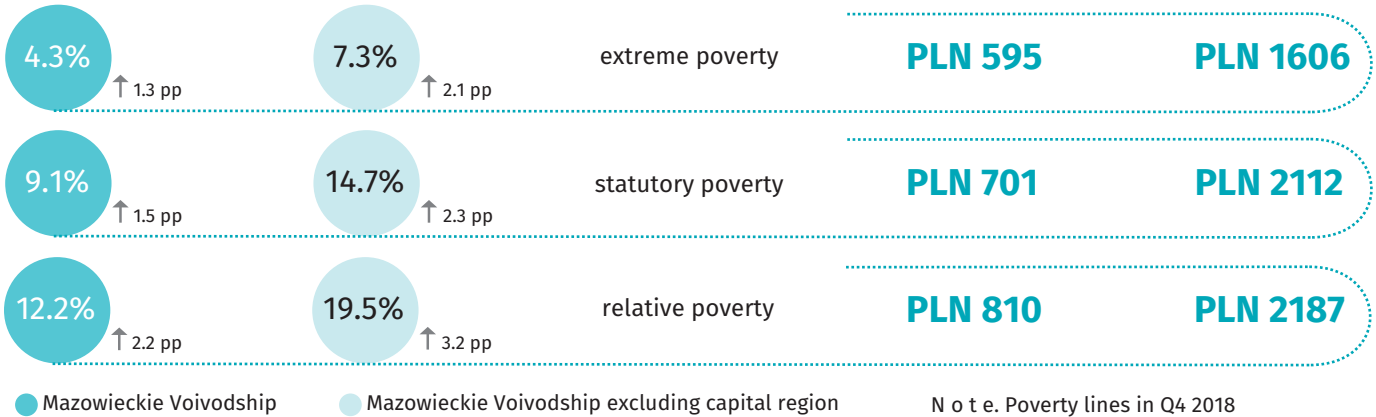 4.3% 7.3% extreme poverty PLN 595 PLN 1606
↑ 1.3 pp ↑ 2.1 pp
9.1% 14.7% statutory poverty PLN 701 PLN 2112
↑ 1.5 pp ↑ 2.3 pp
12.2% 19.5% relative poverty PLN 810 PLN 2187
↑ 2.2 pp ↑ 3.2 pp
Mazowieckie Voivodship Mazowieckie Voivodship excluding capital region N o t e. Poverty lines in Q4 2018